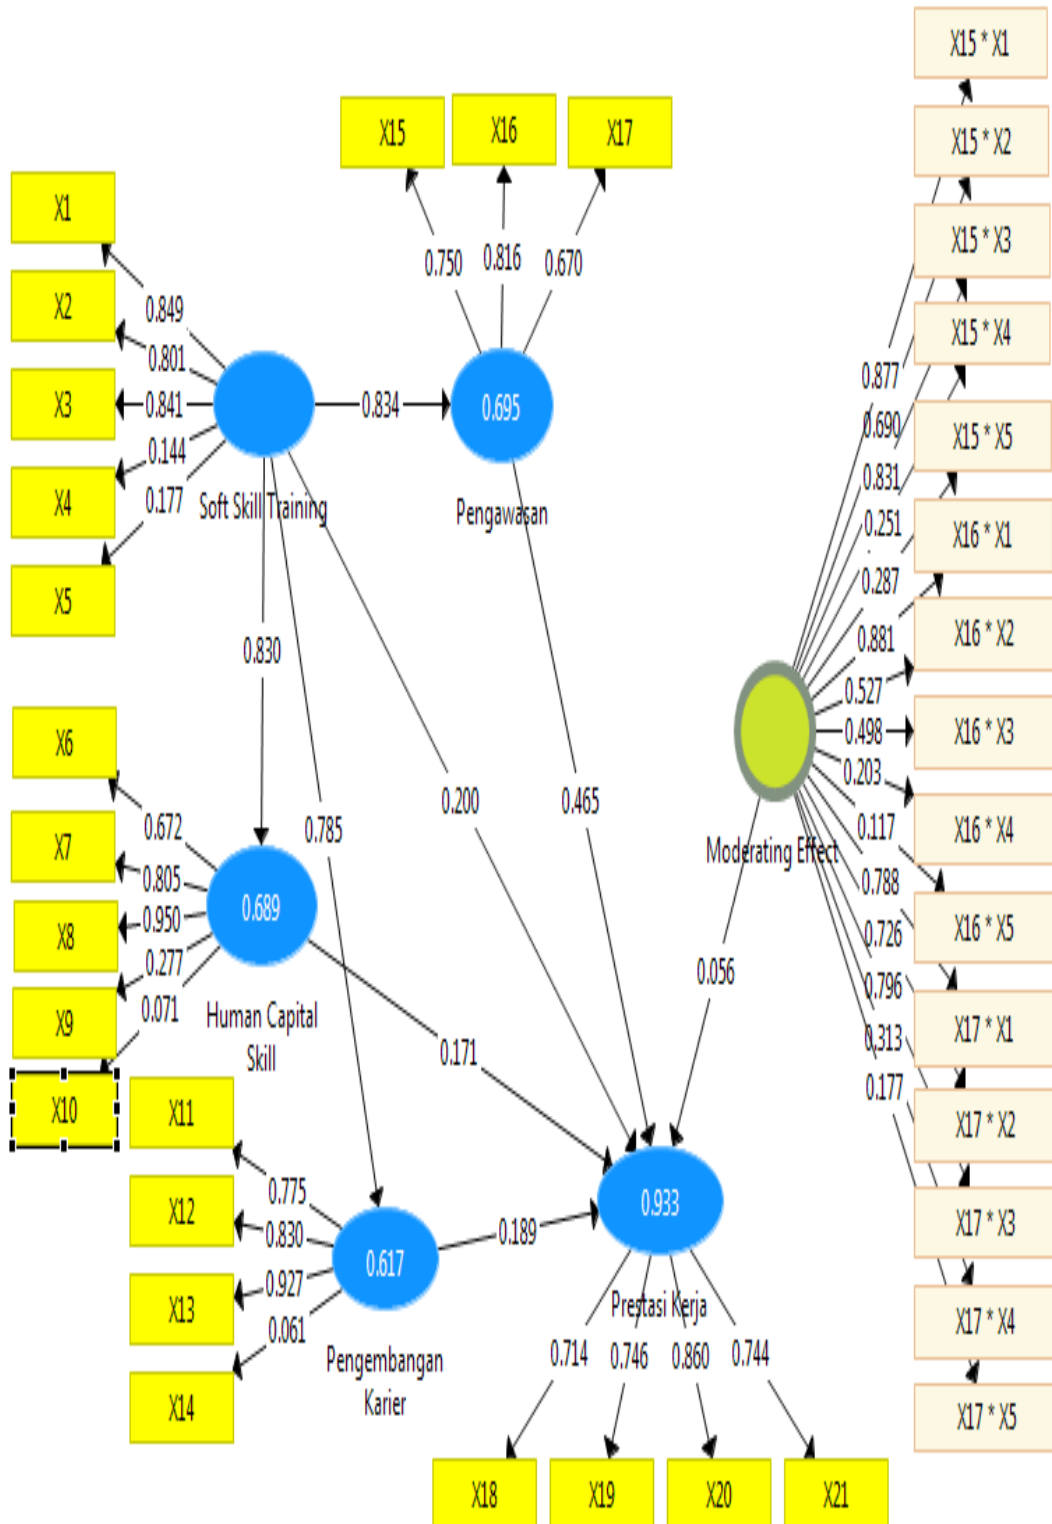 X15 * X1
X15 * X2
X15 * X3
X15 * X4
X15 * X5
X16 * X1
X16 * X2
X16 * X3
X16 * X4
X16 * X5
X17 * X1
X17 * X2
X17 * X3
X17 * X4
X17 * X5
X15
X16
X17
0.750
0.816
0.670
X1
X2
X3
X4
X5
0.849
0.801
0.841
0.144
0.177
0.834
0.695
Soft Skill Training
Pengawasan
0.877
0.690
0.831
0.251
0.287
0.881
0.527
0.498
0.203
0.117
0.788
0.726
0.796
0.313
0.177
Moderating Effect
0.830
0.785
0.200
0.465
0.056
X6
X7
X8
X9
X10
0.672
0.805
0.950
0.277
0.071
0.689
Human Capital
Skill
0.171
X11
X12
X13
X14
0.775
0.830
0.927
0.061
0.617
Pengembangan
Karier
0.189
0.933
Prestasi Kerja
0.714
0.746
0.860
0.744
X18
X19
X20
X21